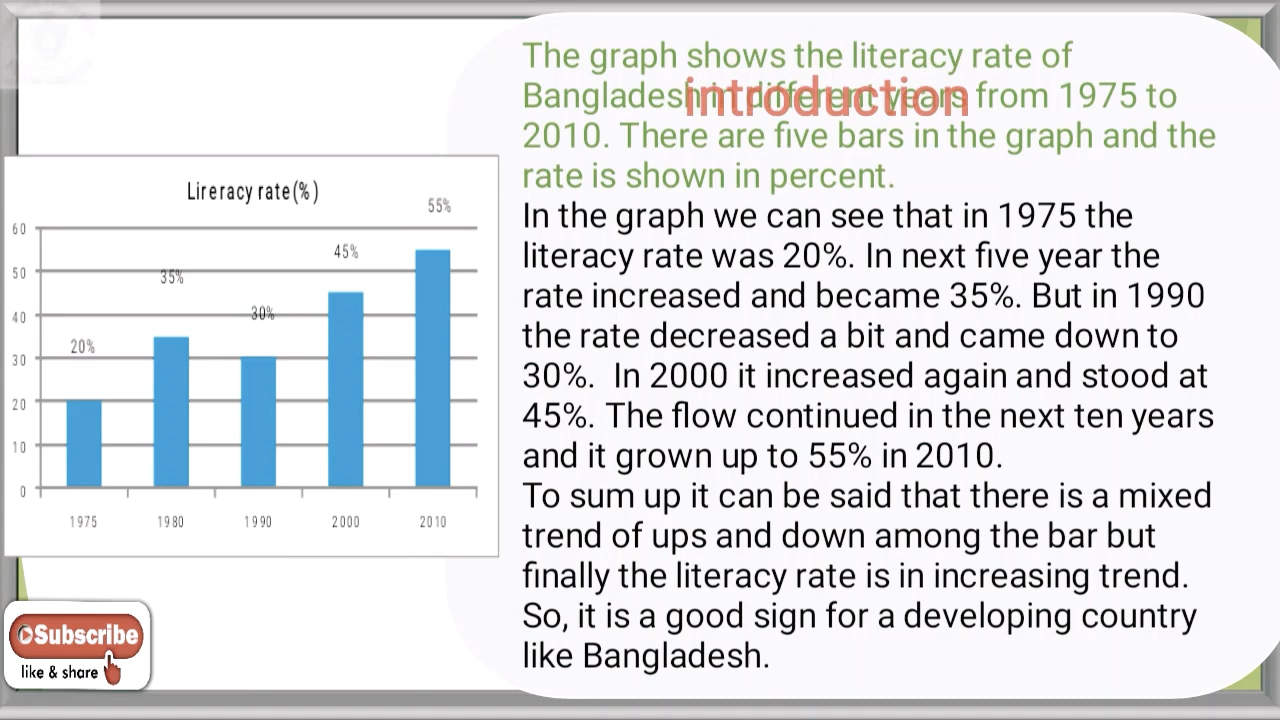 Lireracy rate(%)
60
50
40
30
20
10
0
20%
35%
30%
45%
55%
1975 1980 1990 2000 2010
Subscribe
like & share
introduction
The graph shows the literacy rate of
Bangladesh in different years from 1975 to
2010. There are five bars in the graph and the
rate is shown in percent.
In the graph we can see that in 1975 the
literacy rate was 20%. In next five year the
rate increased and became 35%. But in 1990
the rate decreased a bit and came down to
30%. In 2000 it increased again and stood at
45%. The flow continued in the next ten years
and it grown up to 55% in 2010.
To sum up it can be said that there is a mixed
trend of ups and down among the bar but
finally the literacy rate is in increasing trend.
So, it is a good sign for a developing country
like Bangladesh.